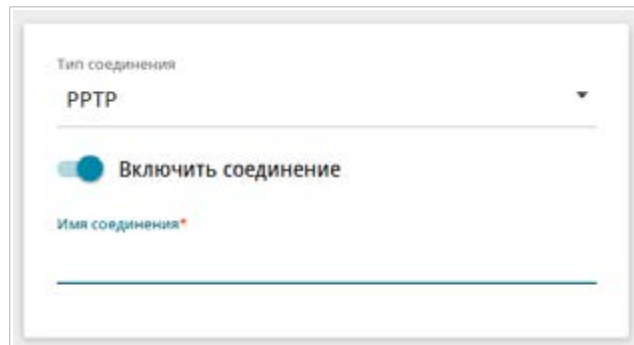 Тип соединения
PPTP
Включить соединение
Имя соединения*